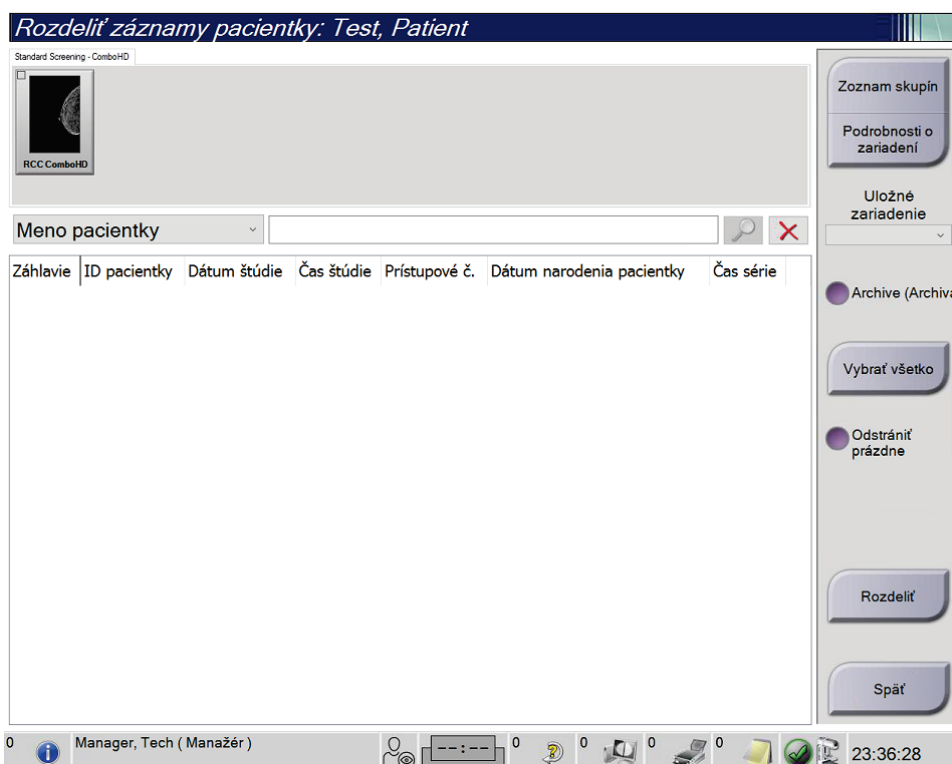 Rozdeliť záznamy pacientky: Test, Patient
Standard Screening - ComboHD
RCC ComboHD
Zoznam skupín
Podrobnosti o
zariadení
Uložné
zariadenie
Meno pacientky
Záhlavie ID pacientky Dátum štúdie Čas štúdie Prístupové č. Dátum narodenia pacientky Čas série
Archive (Archiva
Vybrať všetko
Odstrániť
prázdne
Rozdeliť
Späť
0 Manager, Tech ( Manažér ) --:-- 0 0 0 0 23:36:28